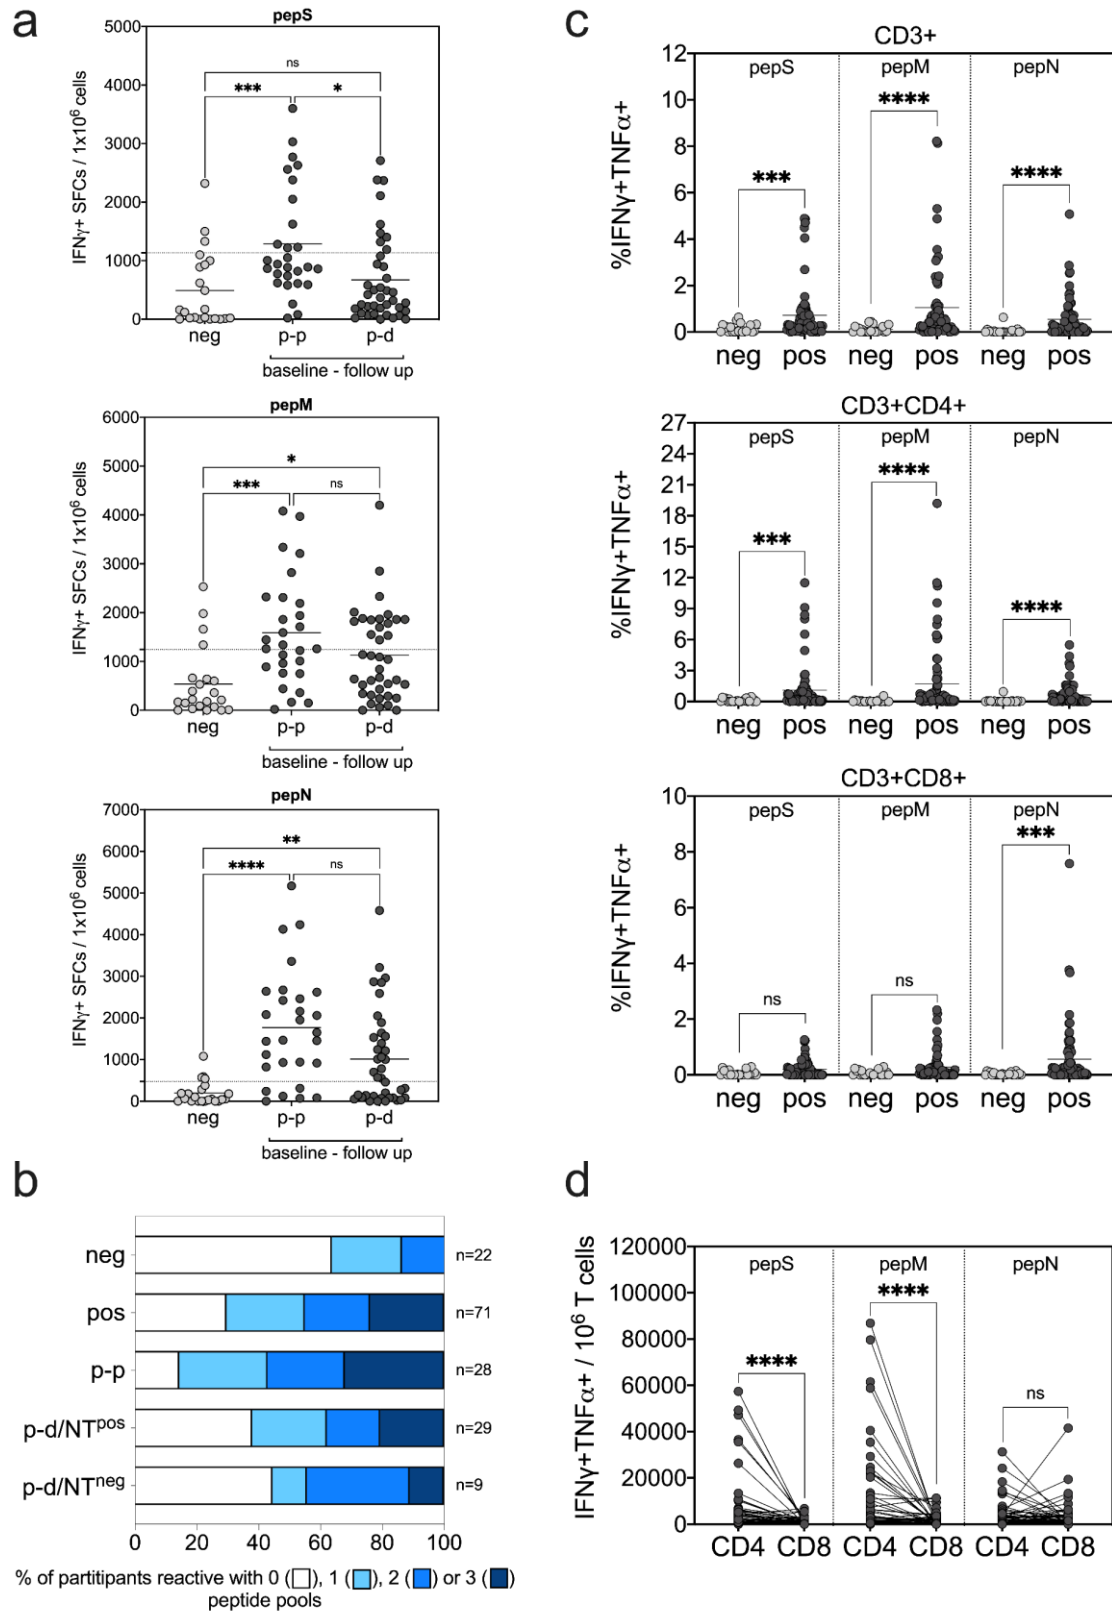 a
pepS
5000
4000
3000
2000
1000
0
IFNγ+ SFCs / 1x10⁶ cells
ns
***
*
neg
p-p
p-d
baseline - follow up
pepM
6000
5000
4000
3000
2000
1000
0
IFNγ+ SFCs / 1x10⁶ cells
*
***
ns
neg
p-p
p-d
baseline - follow up
pepN
7000
6000
5000
4000
3000
2000
1000
0
IFNγ+ SFCs / 1x10⁶ cells
**
****
ns
neg
p-p
p-d
baseline - follow up
b
neg
n=22
pos
n=71
p-p
n=28
p-d/NTᵖᵒˢ
n=29
p-d/NTⁿᵉᵍ
n=9
0 20 40 60 80 100
% of partitipants reactive with 0 ( ), 1 ( ), 2 ( ) or 3 ( )
peptide pools
c
CD3+
12
10
8
6
4
2
0
%IFNγ+TNFα+
pepS pepM pepN
***
****
****
neg pos neg pos neg pos
CD3+CD4+
27
24
21
18
15
12
9
6
3
0
%IFNγ+TNFα+
pepS pepM pepN
***
****
****
neg pos neg pos neg pos
CD3+CD8+
10
8
6
4
2
0
%IFNγ+TNFα+
pepS pepM pepN
ns
ns
***
neg pos neg pos neg pos
d
120000
100000
80000
60000
40000
20000
0
IFNγ+TNFα+ / 10⁶ T cells
pepS pepM pepN
****
****
ns
CD4 CD8 CD4 CD8 CD4 CD8